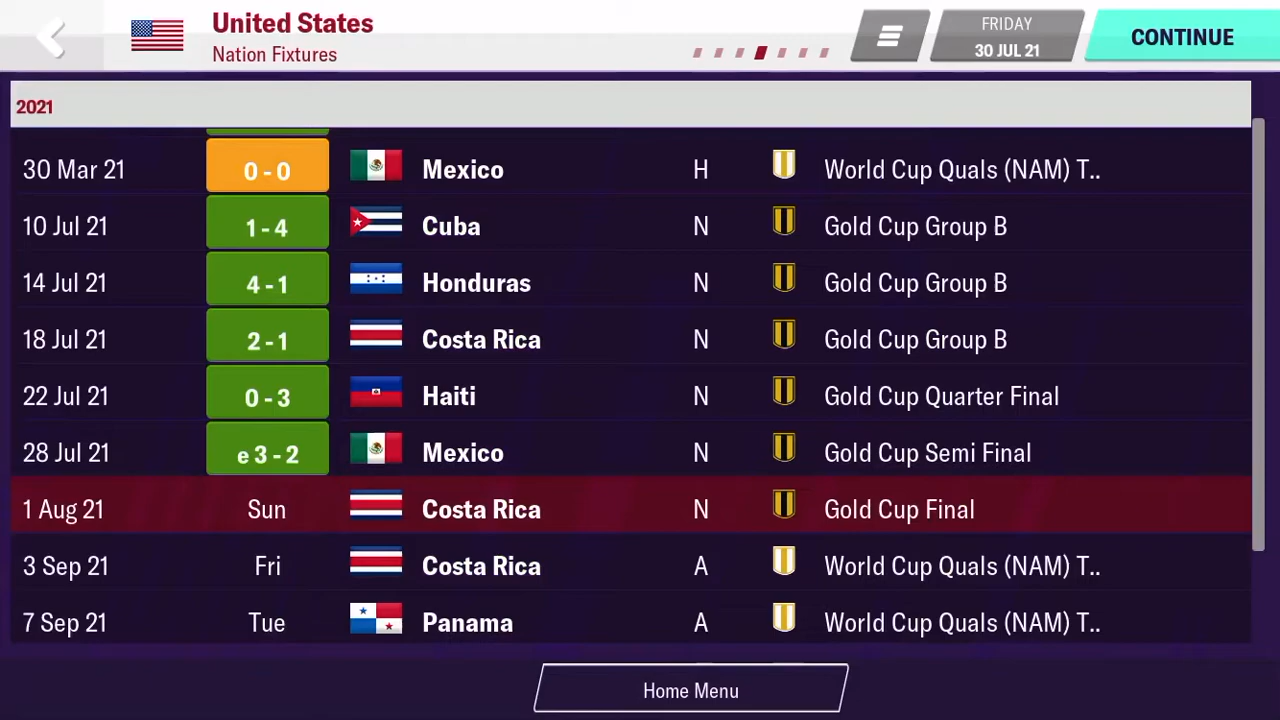 United States
Nation Fixtures
FRIDAY
30 JUL 21
CONTINUE
2021
30 Mar 21 0 - 0 Mexico H World Cup Quals (NAM) T..
10 Jul 21 1 - 4 Cuba N Gold Cup Group B
14 Jul 21 4 - 1 Honduras N Gold Cup Group B
18 Jul 21 2 - 1 Costa Rica N Gold Cup Group B
22 Jul 21 0 - 3 Haiti N Gold Cup Quarter Final
28 Jul 21 e 3 - 2 Mexico N Gold Cup Semi Final
1 Aug 21 Sun Costa Rica N Gold Cup Final
3 Sep 21 Fri Costa Rica A World Cup Quals (NAM) T..
7 Sep 21 Tue Panama A World Cup Quals (NAM) T..
Home Menu